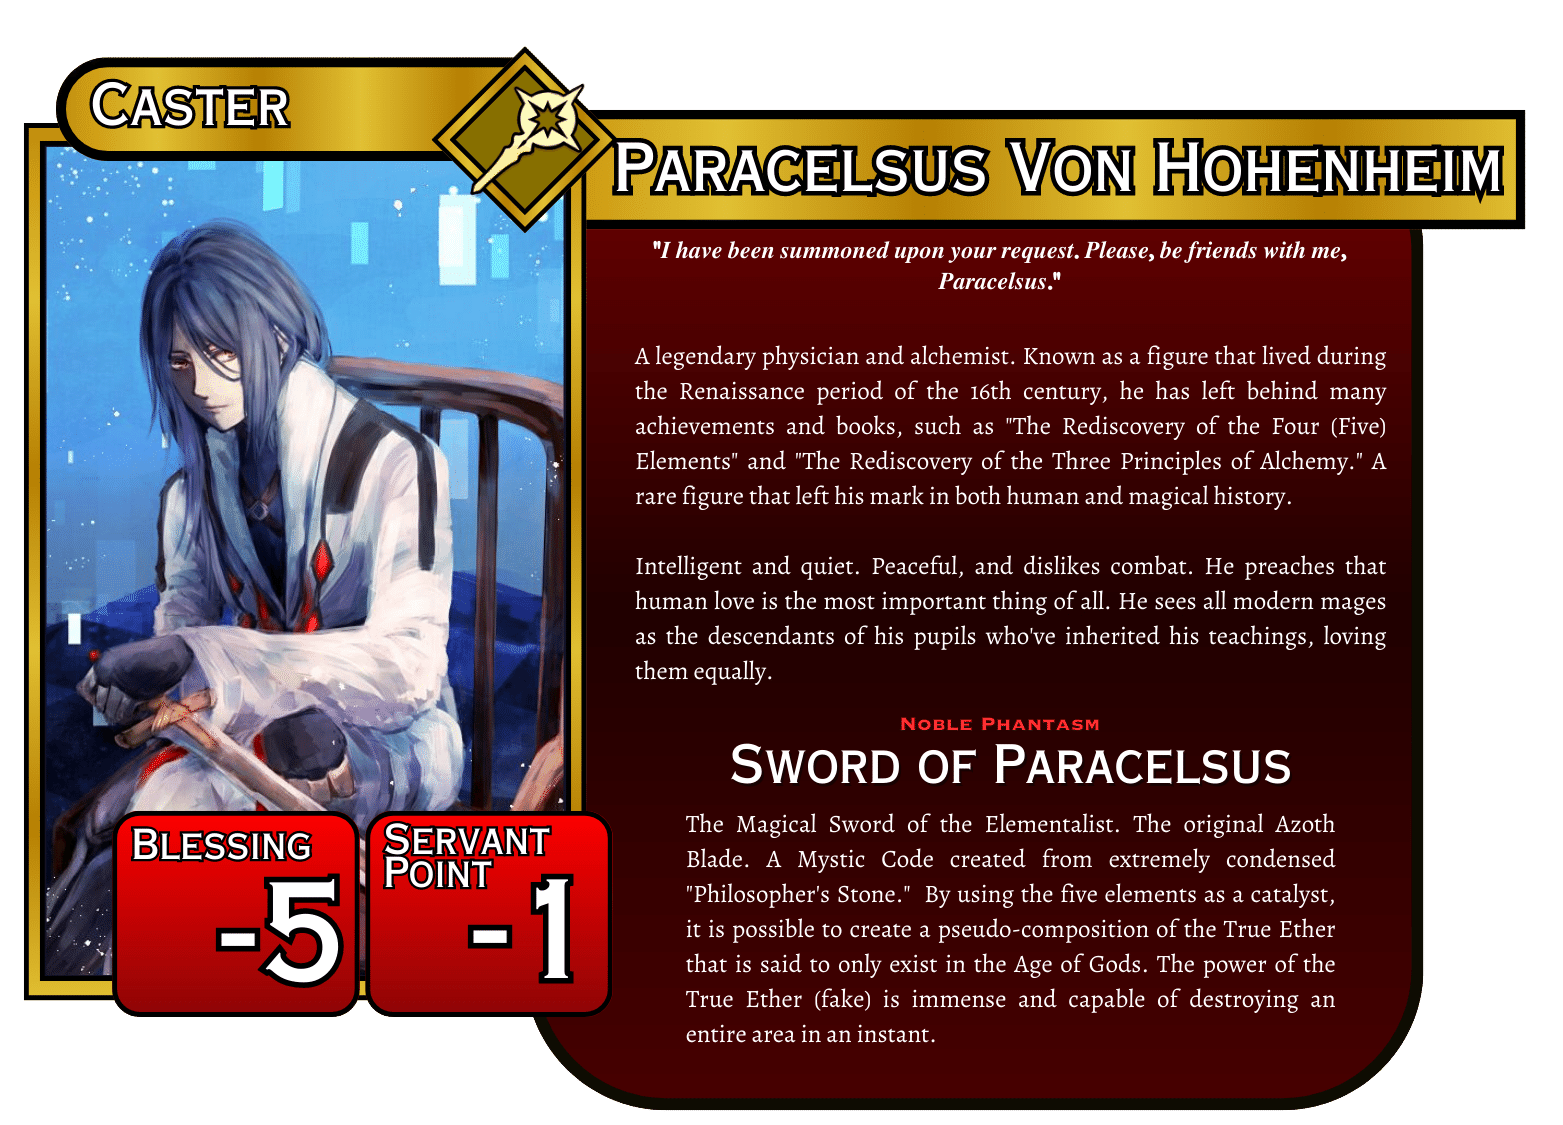 Caster
Paracelsus Von Hohenheim
"I have been summoned upon your request. Please, be friends with me,
Paracelsus."
A legendary physician and alchemist. Known as a figure that lived during
the Renaissance period of the 16th century, he has left behind many
achievements and books, such as "The Rediscovery of the Four (Five)
Elements" and "The Rediscovery of the Three Principles of Alchemy." A
rare figure that left his mark in both human and magical history.
Intelligent and quiet. Peaceful, and dislikes combat. He preaches that
human love is the most important thing of all. He sees all modern mages
as the descendants of his pupils who've inherited his teachings, loving
them equally.
Noble Phantasm
Sword of Paracelsus
The Magical Sword of the Elementalist. The original Azoth
Blade. A Mystic Code created from extremely condensed
"Philosopher's Stone." By using the five elements as a catalyst,
it is possible to create a pseudo-composition of the True Ether
that is said to only exist in the Age of Gods. The power of the
True Ether (fake) is immense and capable of destroying an
entire area in an instant.
Blessing
-5
Servant
Point
-1